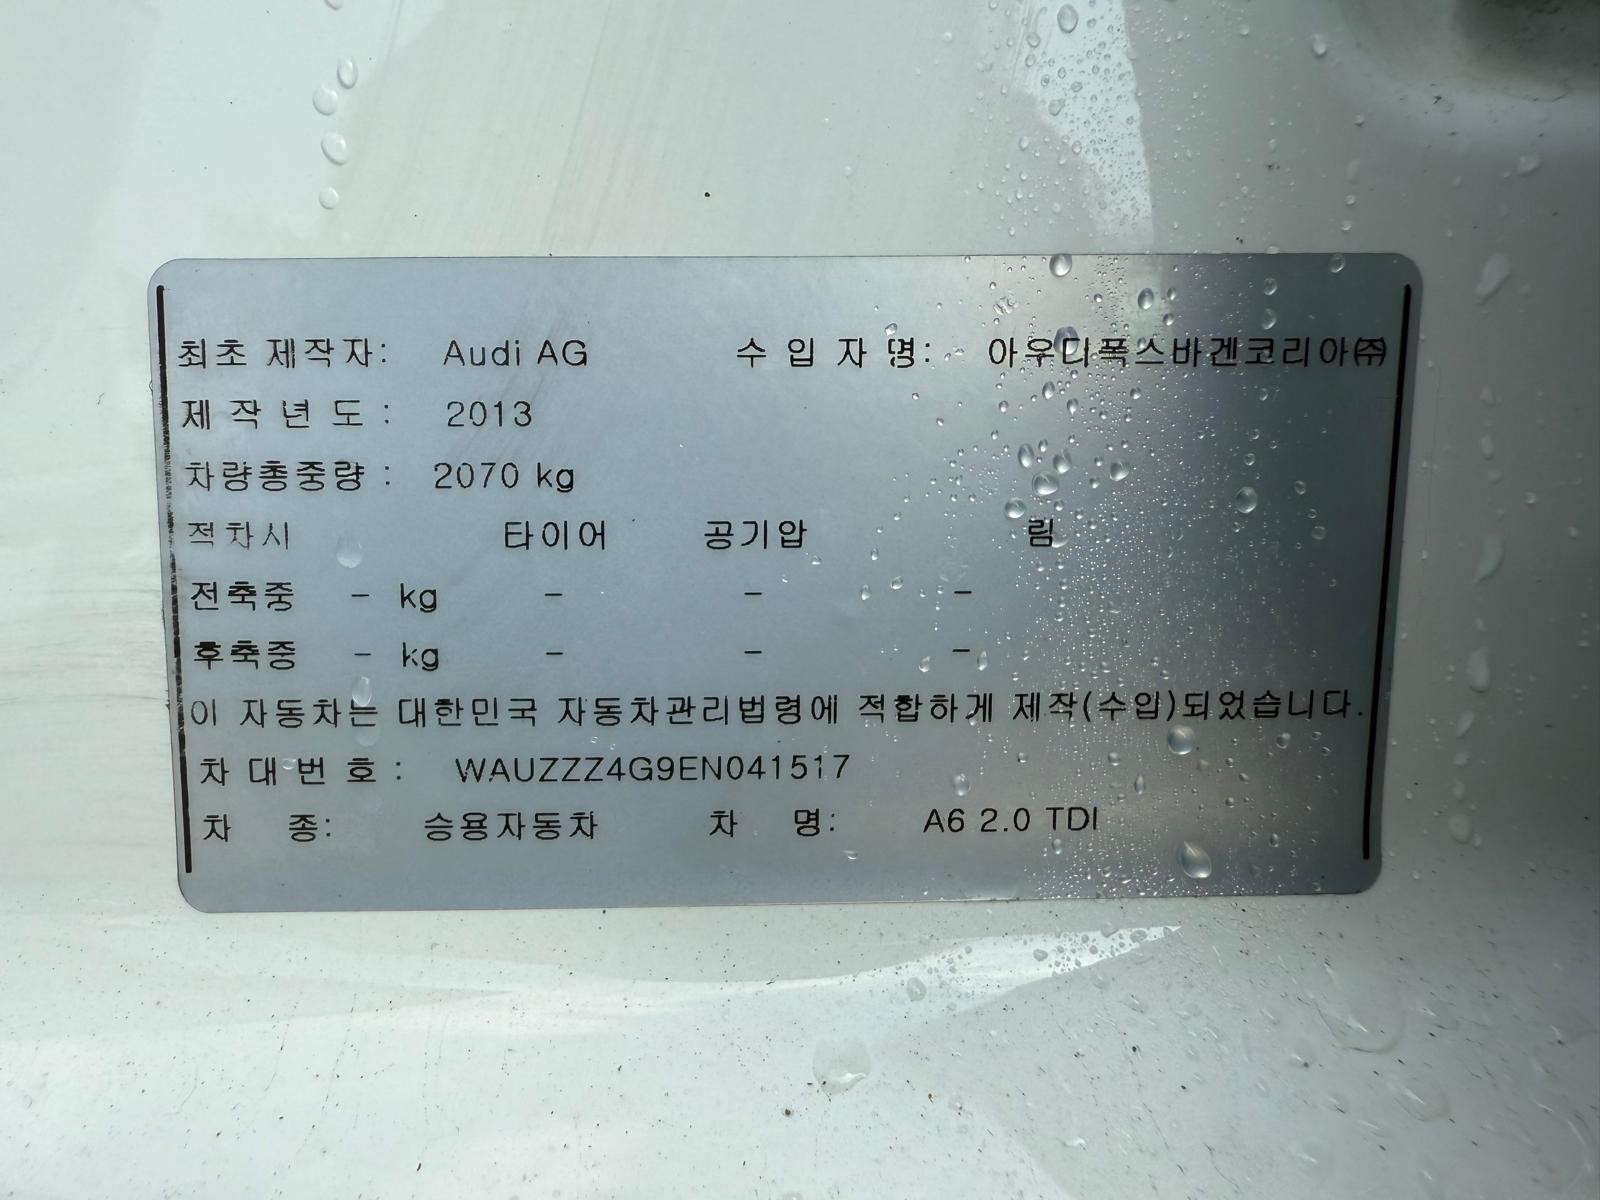 최초 제작자: Audi AG 수 입 자 명: 아우디폭스바겐코리아㈜
제 작 년 도 : 2013
차량총중량 : 2070 kg
적차시 타이어 공기압 림
전축중 - kg - - -
후축중 - kg - - -
이 자동차는 대한민국 자동차관리법령에 적합하게 제작(수입)되었습니다.
차 대 번 호 : WAUZZZ4G9EN041517
차 종: 승용자동차 차 명: A6 2.0 TDI